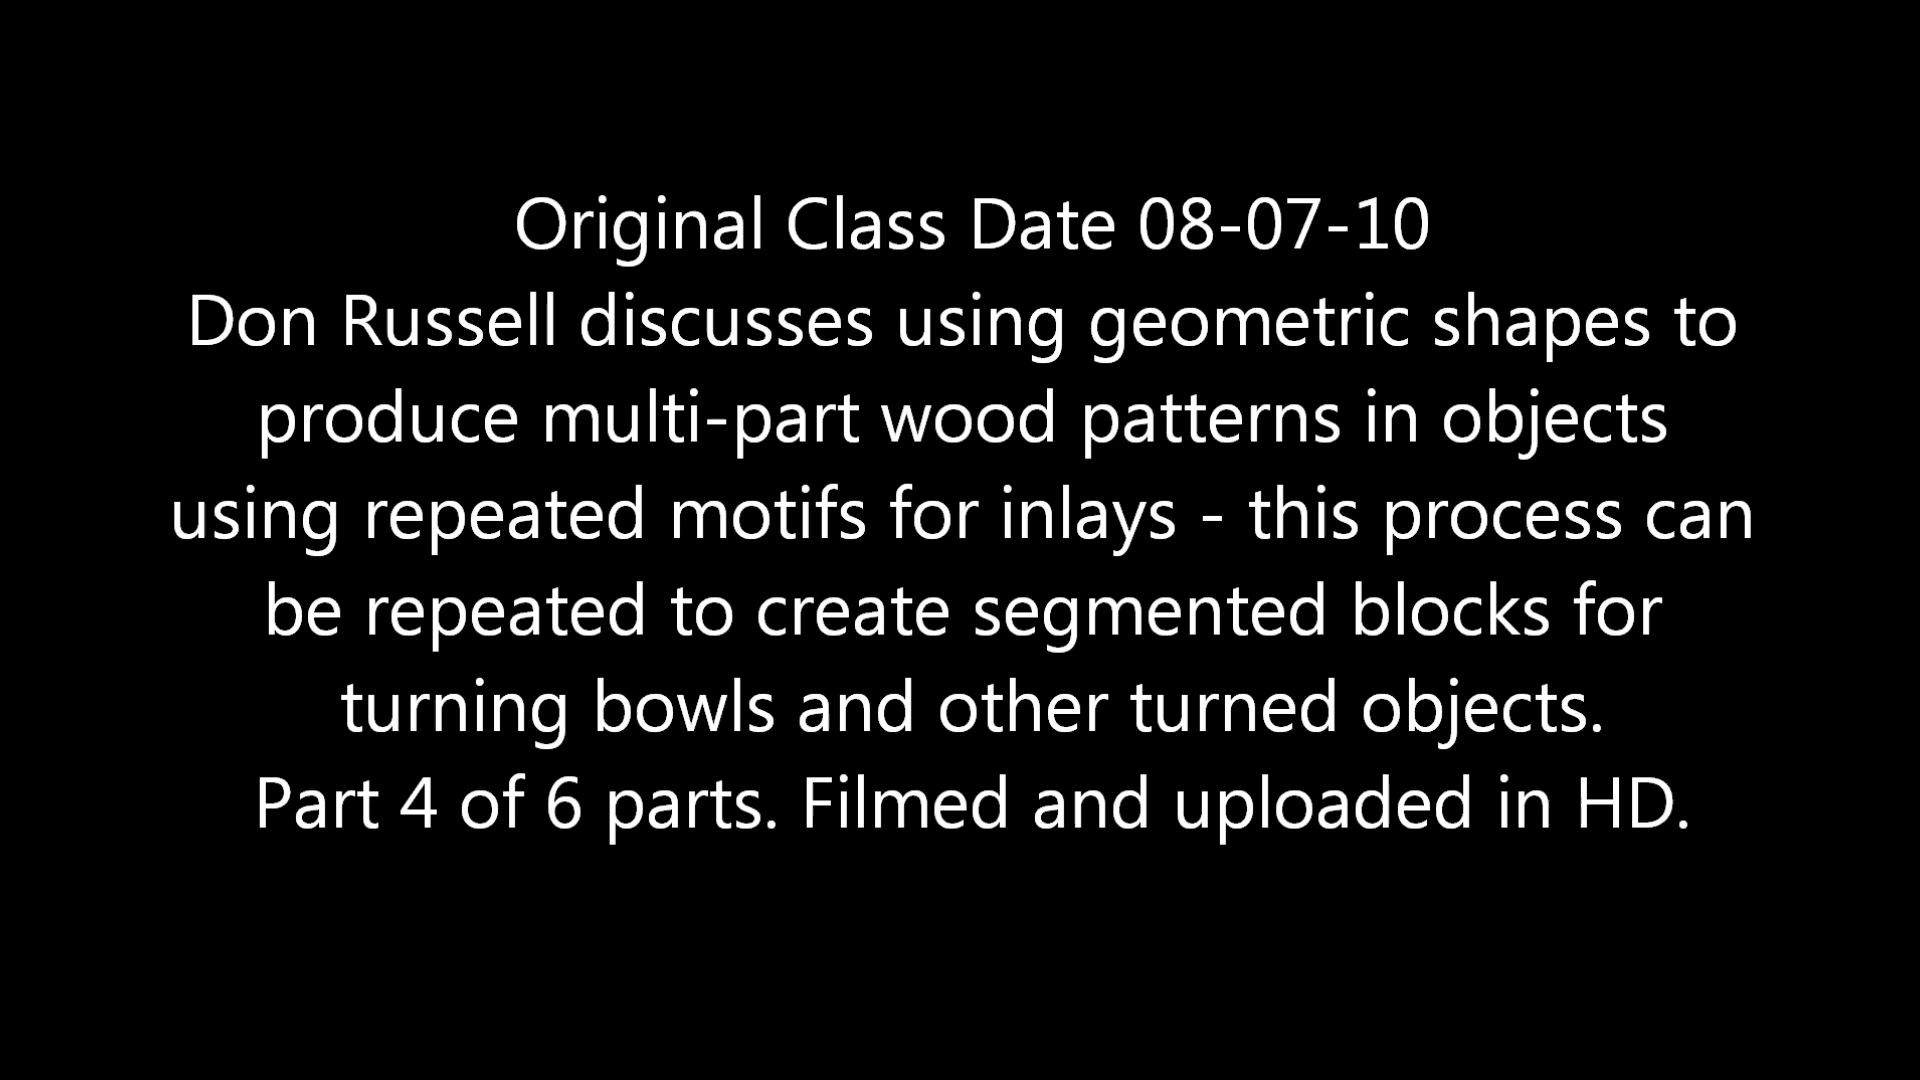 Original Class Date 08-07-10
Don Russell discusses using geometric shapes to
produce multi-part wood patterns in objects
using repeated motifs for inlays - this process can
be repeated to create segmented blocks for
turning bowls and other turned objects.
Part 4 of 6 parts. Filmed and uploaded in HD.